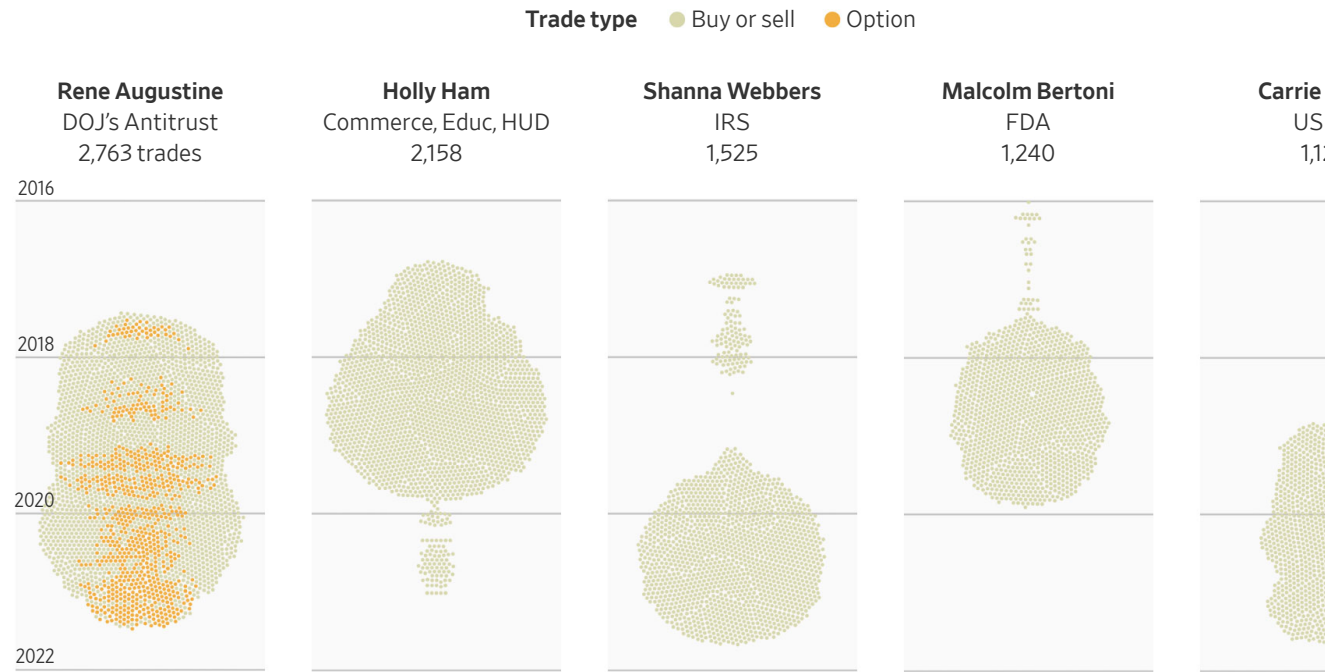 Trade type Buy or sell Option
Rene Augustine
DOJ's Antitrust
2,763 trades
Holly Ham
Commerce, Educ, HUD
2,158
Shanna Webbers
IRS
1,525
Malcolm Bertoni
FDA
1,240
Carrie
US
2016
2018
2020
2022